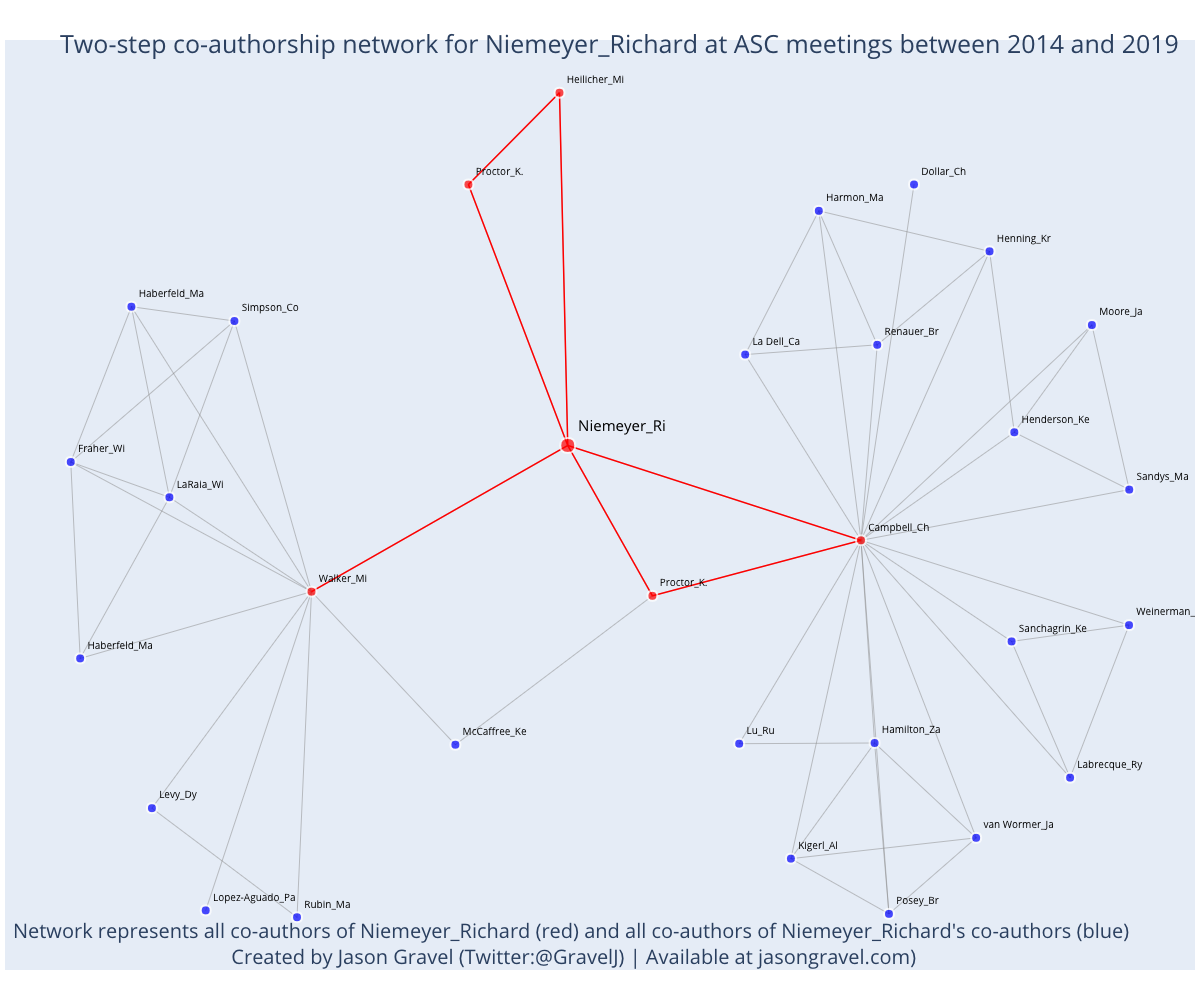 Two-step co-authorship network for Niemeyer_Richard at ASC meetings between 2014 and 2019
Heilicher_Mi
Proctor_K.
Dollar_Ch
Harmon_Ma
Henning_Kr
Haberfeld_Ma
Simpson_Co
Moore_Ja
Renauer_Br
La Dell_Ca
Henderson_Ke
Niemeyer_Ri
Fraher_Wi
Sandys_Ma
LaRaia_Wi
Campbell_Ch
Walker_Mi
Proctor_K.
Weinerman_
Sanchagrin_Ke
Haberfeld_Ma
McCaffree_Ke
Lu_Ru
Hamilton_Za
Labrecque_Ry
Levy_Dy
van Wormer_Ja
Kigerl_Al
Lopez-Aguado_Pa
Rubin_Ma
Posey_Br
Network represents all co-authors of Niemeyer_Richard (red) and all co-authors of Niemeyer_Richard's co-authors (blue)
Created by Jason Gravel (Twitter:@GravelJ) | Available at jasongravel.com)